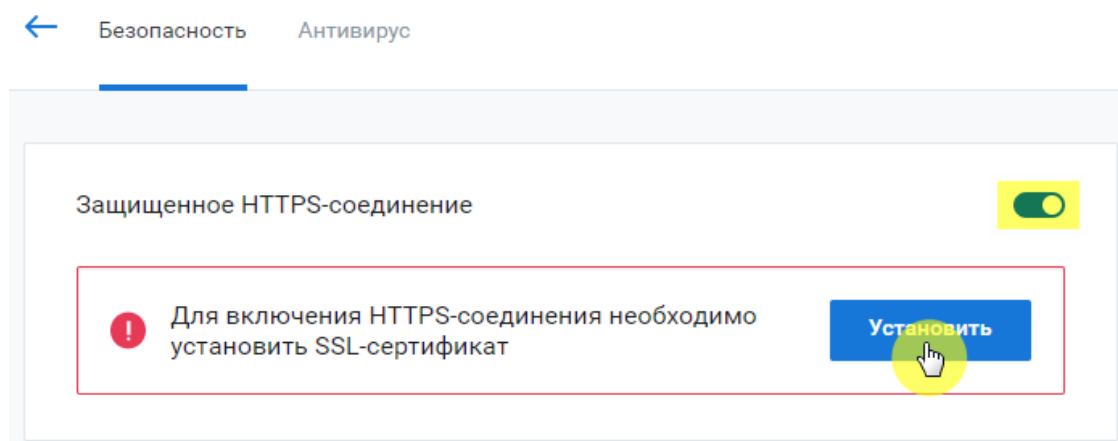 Безопасность Антивирус
Защищенное HTTPS-соединение
Для включения HTTPS-соединения необходимо
установить SSL-сертификат
Установить